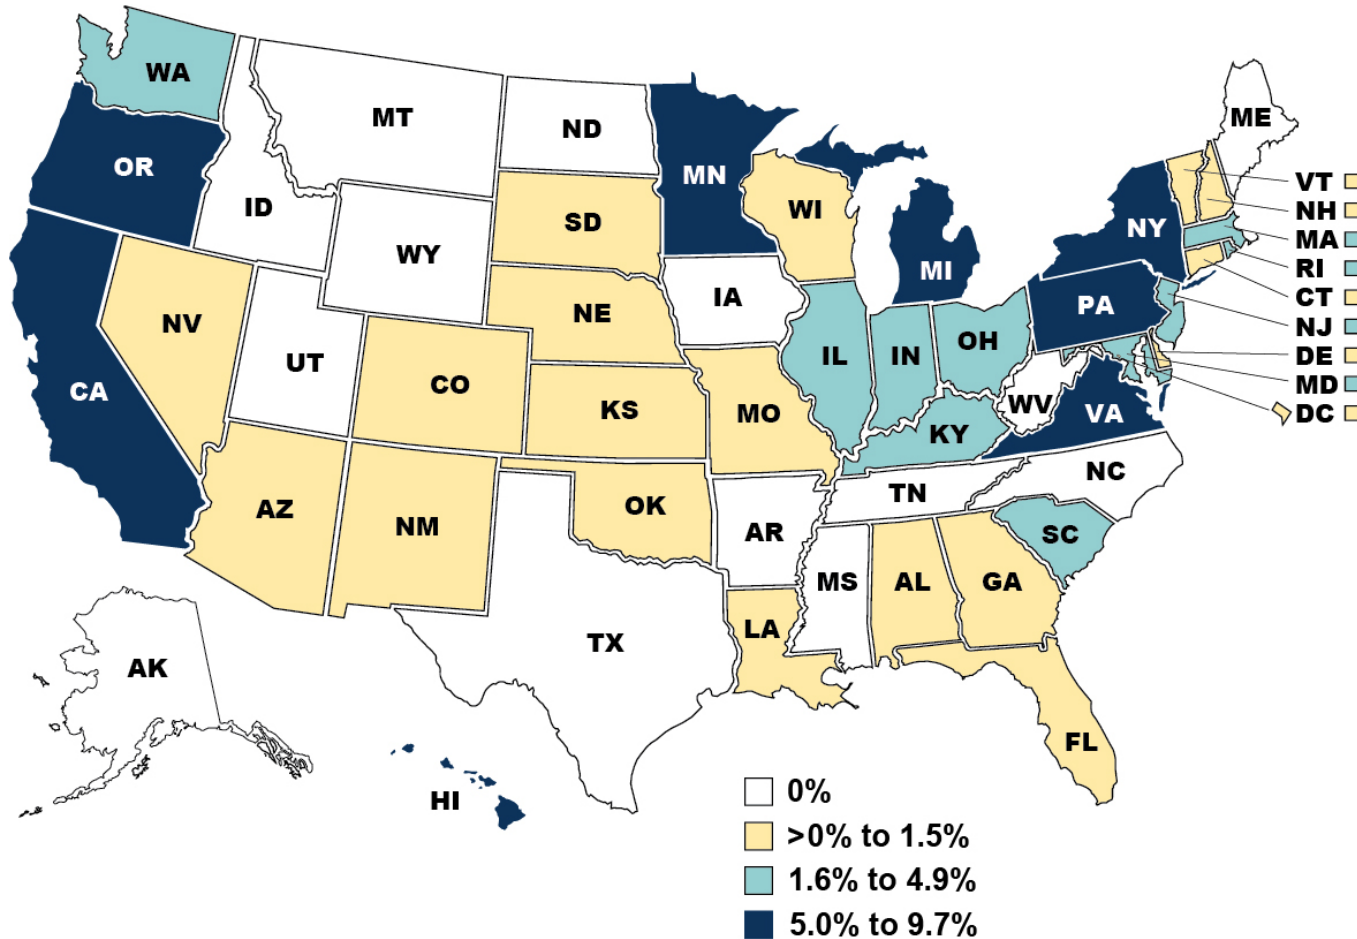 WA
MT
ND
ME
OR
MN
VT
ID
SD
WI
NH
NY
MA
WY
MI
RI
IA
CT
PA
NE
NV
NJ
OH
UT
IL
IN
DE
CO
MD
CA
KS
MO
WV
VA
DC
KY
NC
TN
AZ
OK
NM
AR
SC
MS
AL
GA
LA
TX
AK
FL
HI
0%
>0% to 1.5%
1.6% to 4.9%
5.0% to 9.7%